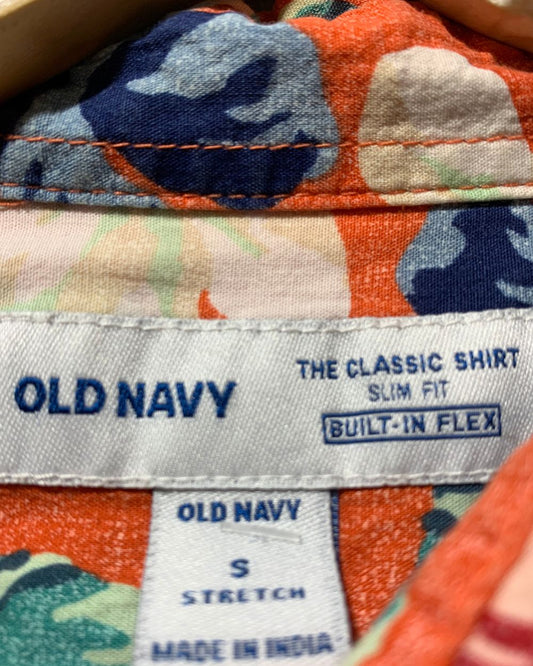 OLD NAVY
THE CLASSIC SHIRT
SLIM FIT
BUILT-IN FLEX
OLD NAVY
S
STRETCH
MADE IN INDIA